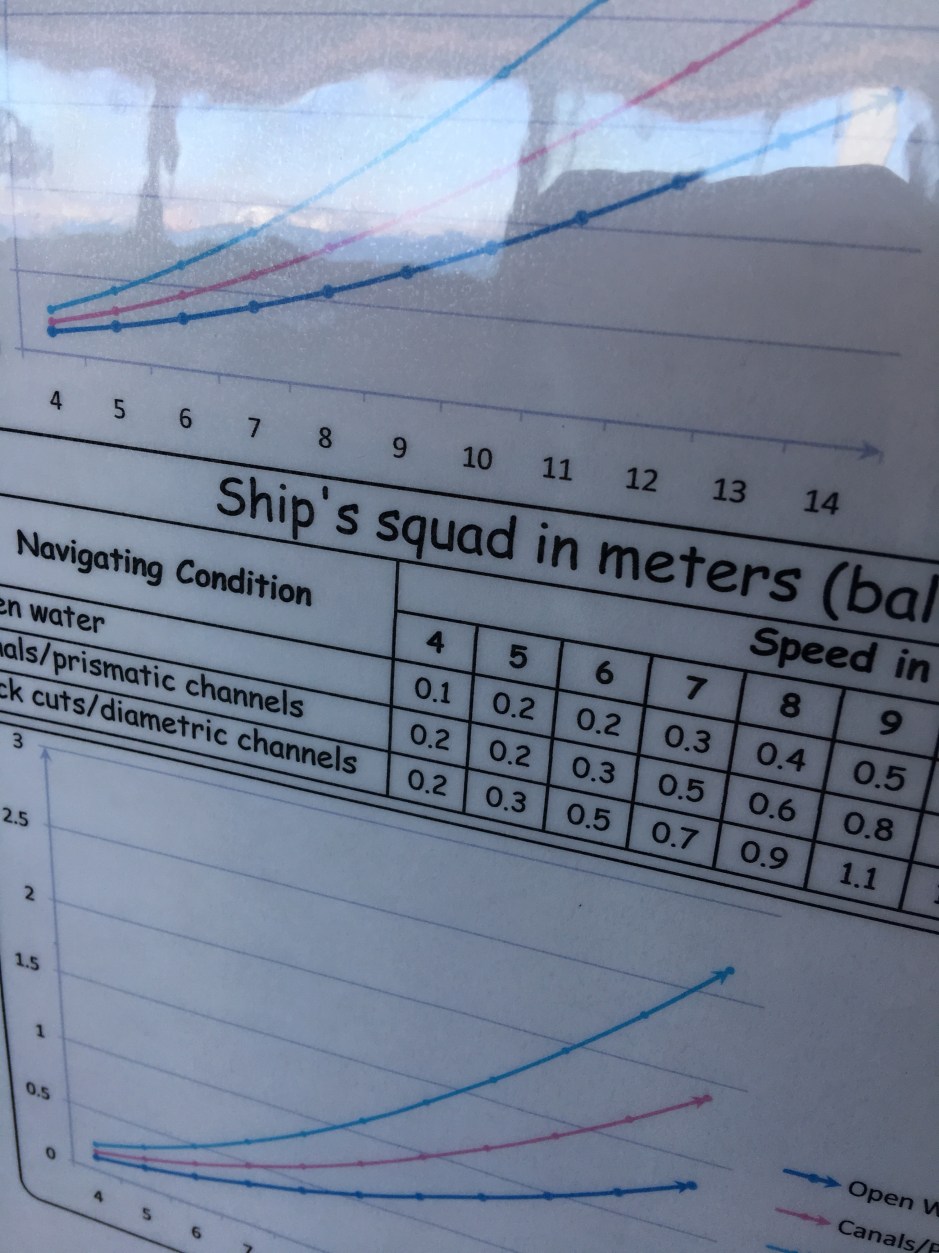 4 5 6 7 8 9 10 11 12 13 14
Ship's squad in meters (bal
Navigating Condition
Speed in
4 5 6 7 8 9
en water 0.1 0.2 0.2 0.3 0.4 0.5
nals/prismatic channels 0.2 0.2 0.3 0.5 0.6 0.8
ck cuts/diametric channels 0.2 0.3 0.5 0.7 0.9 1.1
3
2.5
2
1.5
1
0.5
0
4 5 6 7
Open W
Canals/P